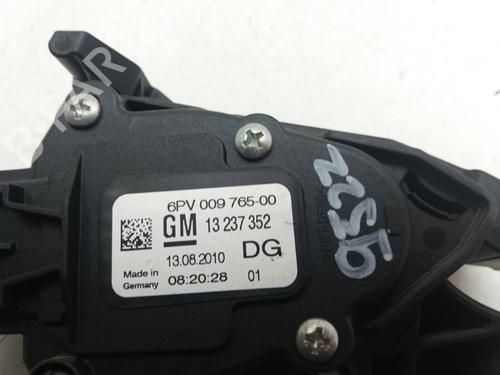 6PV 009 765-00
GM 13 237 352
13.08.2010 DG
Made in
Germany
08:20:28 01